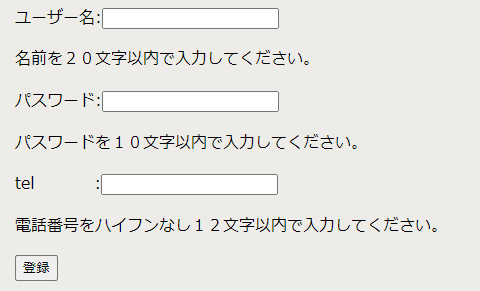 ユーザー名:
名前を２０文字以内で入力してください。
パスワード:
パスワードを１０文字以内で入力してください。
tel　　　　:
電話番号をハイフンなし１２文字以内で入力してください。
登録